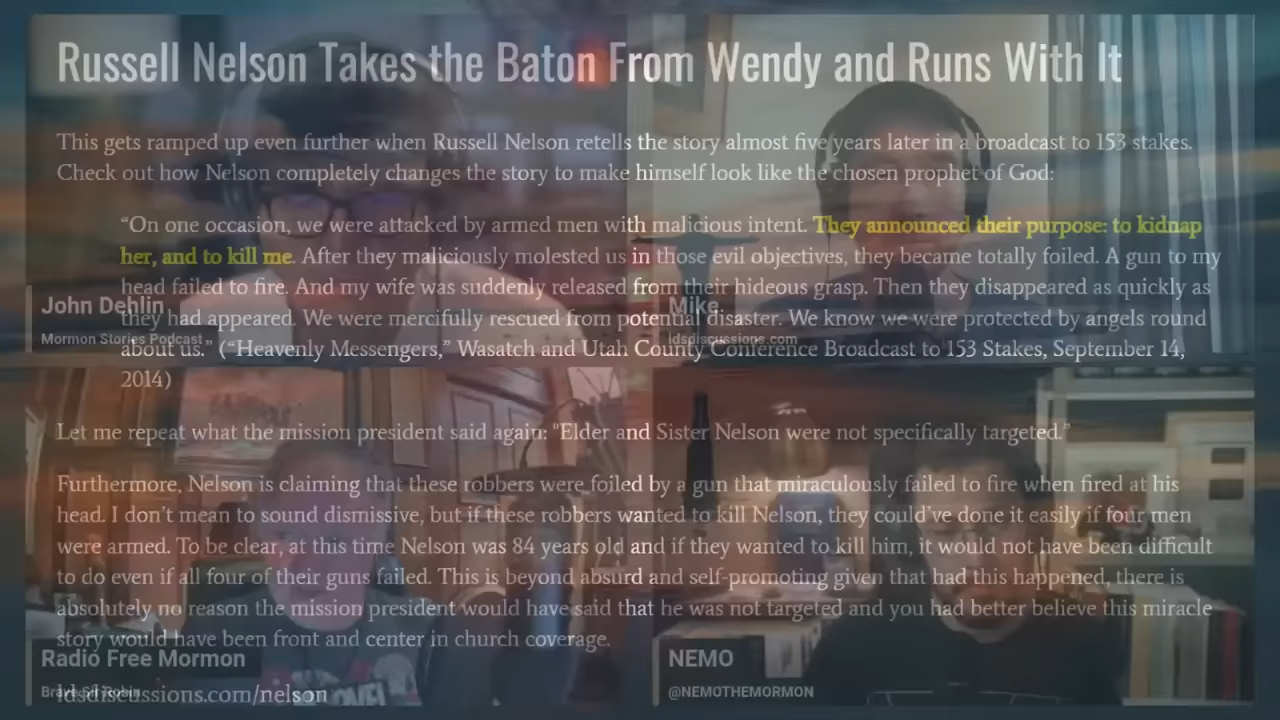 Russell Nelson Takes the Baton From Wendy and Runs With It
This gets ramped up even further when Russell Nelson retells the story almost five years later in a broadcast to 153 stakes.
Check out how Nelson completely changes the story to make himself look like the chosen prophet of God:
“On one occasion, we were attacked by armed men with malicious intent. They announced their purpose: to kidnap
her, and to kill me. After they maliciously molested us in those evil objectives, they became totally foiled. A gun to my
head failed to fire. And my wife was suddenly released from their hideous grasp. Then they disappeared as quickly as
they had appeared. We were mercifully rescued from potential disaster. We know we were protected by angels round
about us.” (“Heavenly Messengers,” Wasatch and Utah County Conference Broadcast to 153 Stakes, September 14,
2014)
John Dehlin
Mormon Stories Podcast
Mike
ldsdiscussions.com
Let me repeat what the mission president said again: “Elder and Sister Nelson were not specifically targeted.”
Furthermore, Nelson is claiming that these robbers were foiled by a gun that miraculously failed to fire when fired at his
head. I don’t mean to sound dismissive, but if these robbers wanted to kill Nelson, they could’ve done it easily if four men
were armed. To be clear, at this time Nelson was 84 years old and if they wanted to kill him, it would not have been difficult
to do even if all four of their guns failed. This is beyond absurd and self-promoting given that had this happened, there is
absolutely no reason the mission president would have said that he was not targeted and you had better believe this miracle
story would have been front and center in church coverage.
Radio Free Mormon
Brave Sir Robin
ldsdiscussions.com/nelson
NEMO
@NEMOTHEMORMON